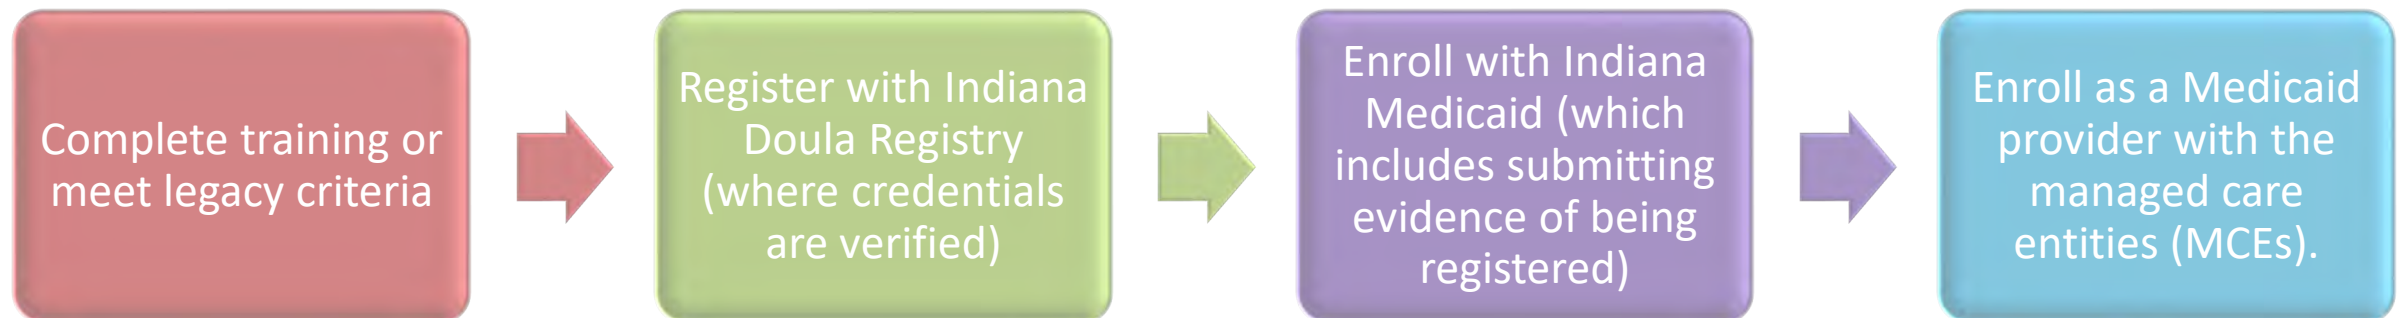 Complete training or
meet legacy criteria
Register with Indiana
Doula Registry
(where credentials
are verified)
Enroll with Indiana
Medicaid (which
includes submitting
evidence of being
registered)
Enroll as a Medicaid
provider with the
managed care
entities (MCEs).